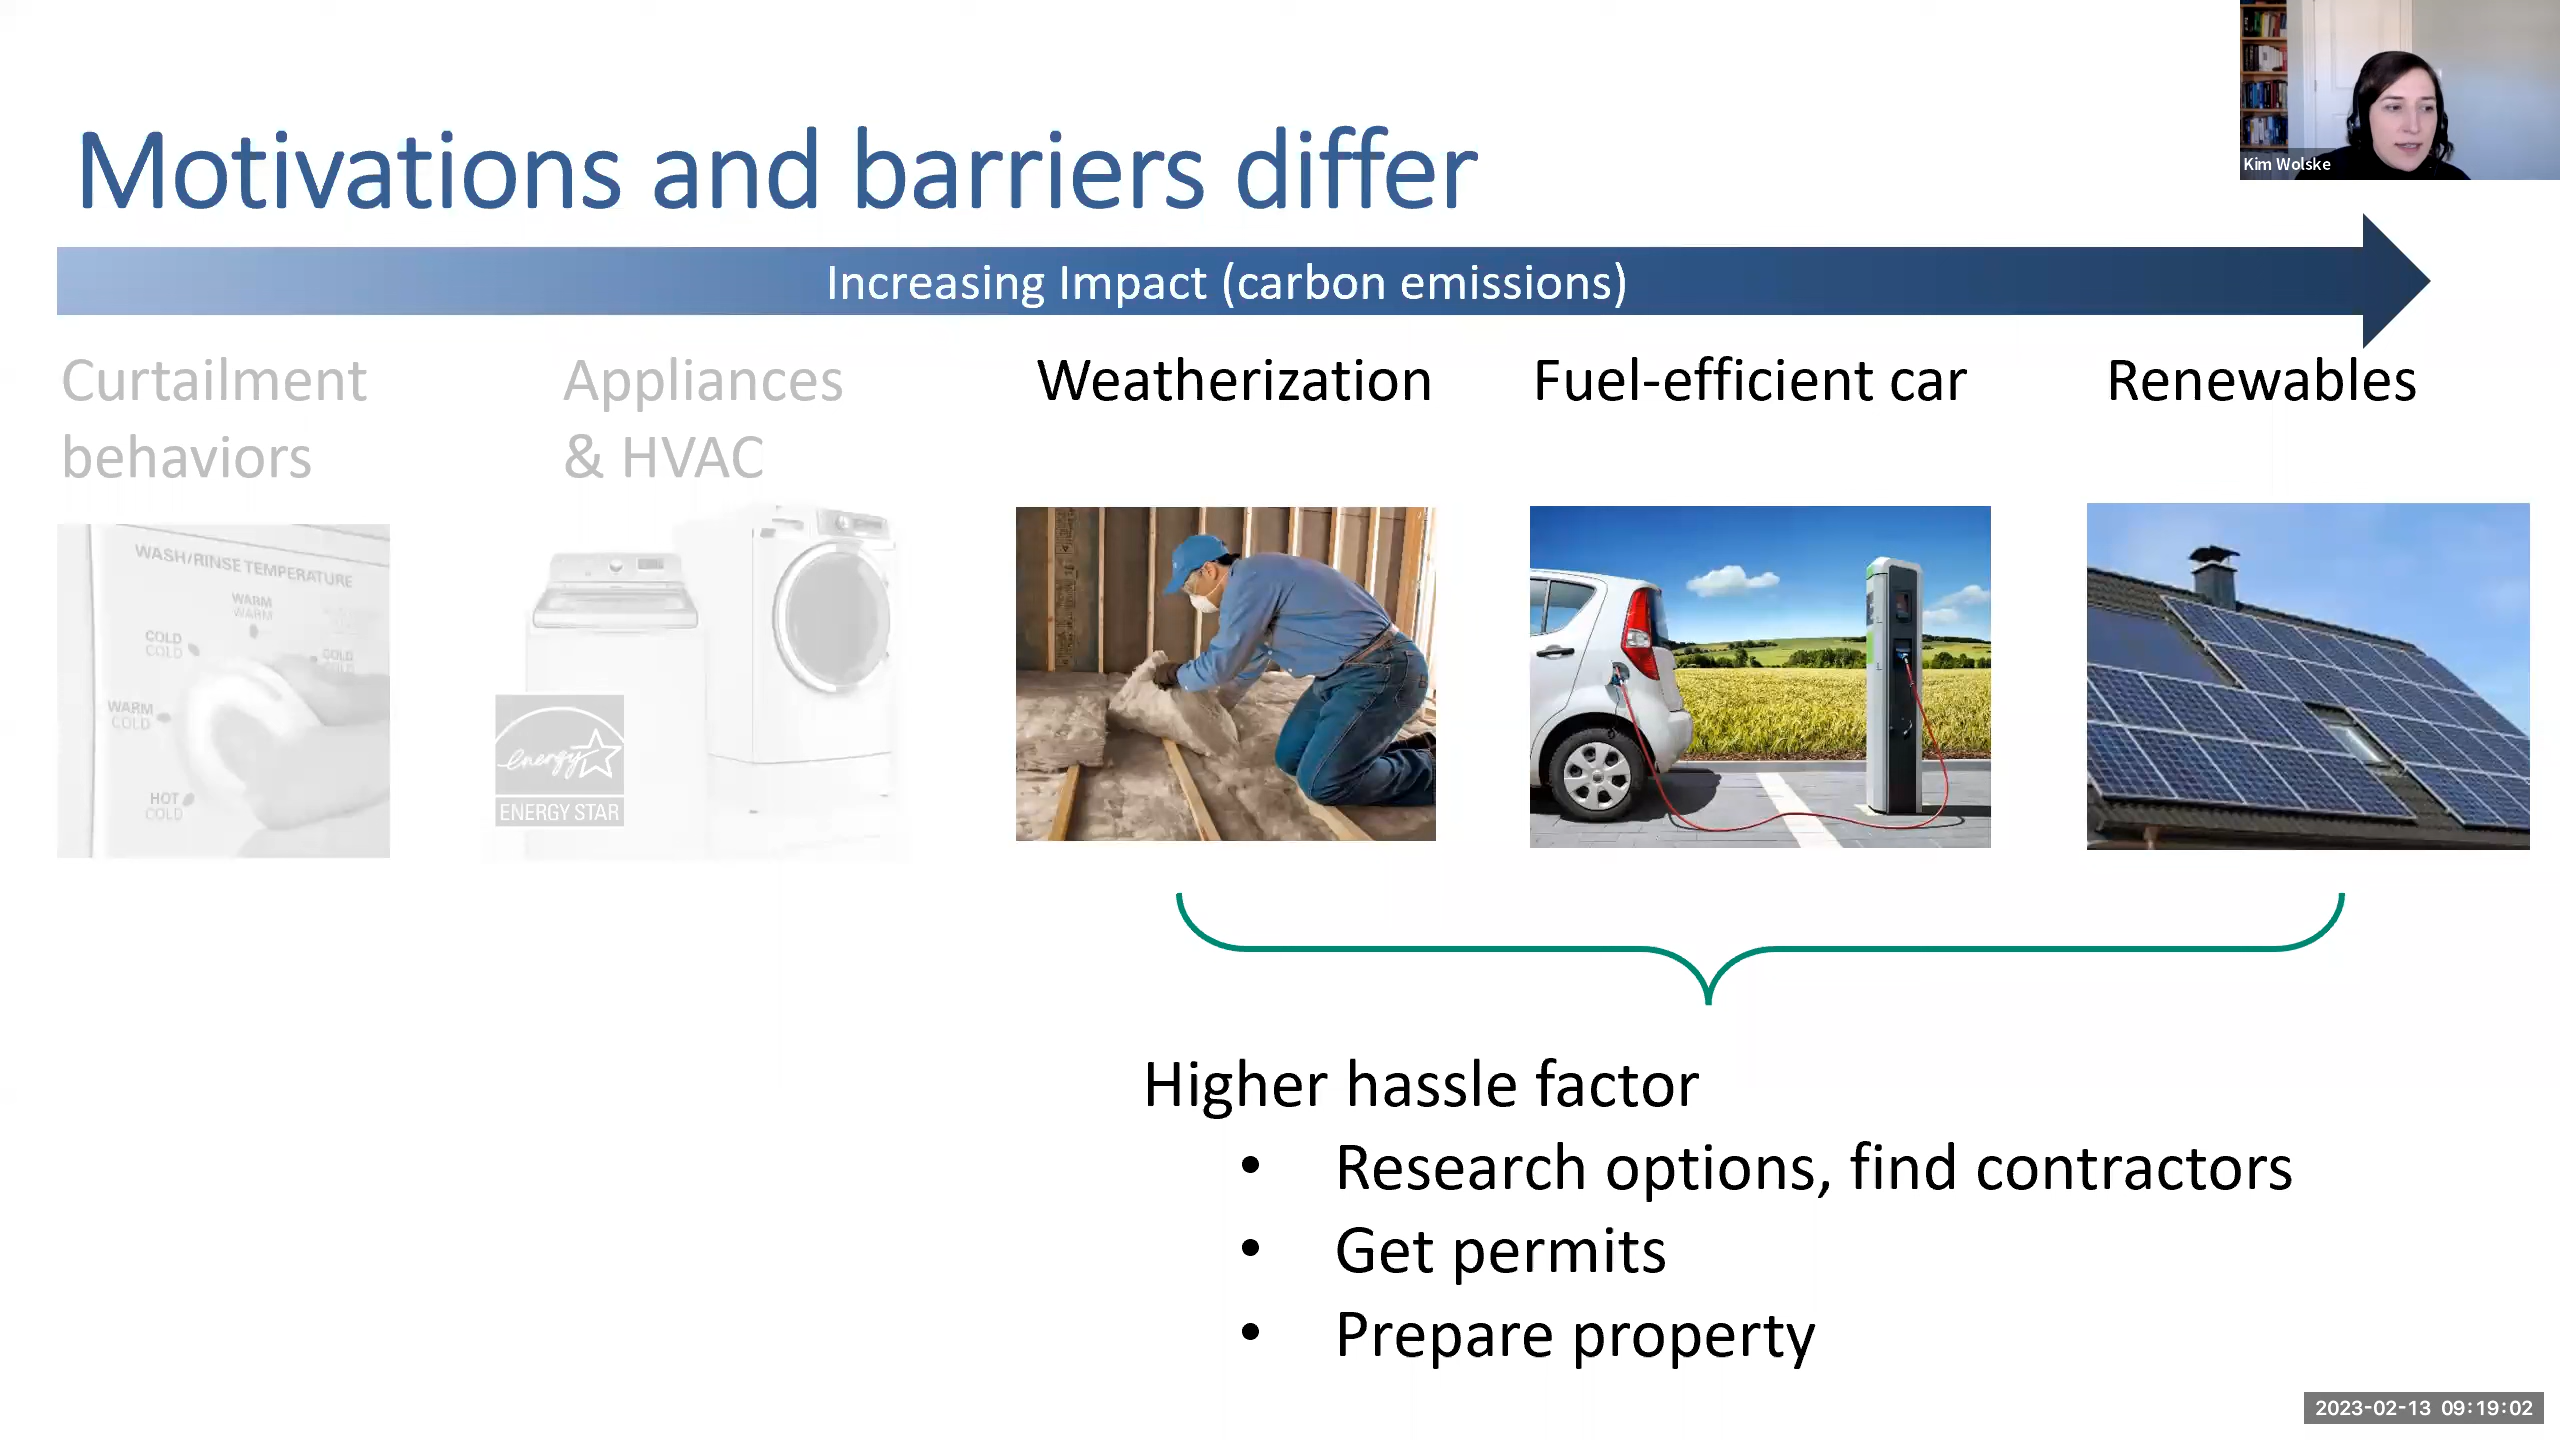 Kim Wolske
Motivations and barriers differ
Increasing Impact (carbon emissions)
Curtailment
behaviors
Appliances
& HVAC
Weatherization
Fuel-efficient car
Renewables
WASH/RINSE TEMPERATURE
WARM
WARM
COLD
COLD
COLD
WARM
COLD
HOT
COLD
energy
ENERGY STAR
Higher hassle factor
• Research options, find contractors
• Get permits
• Prepare property
2023-02-13 09:19:02